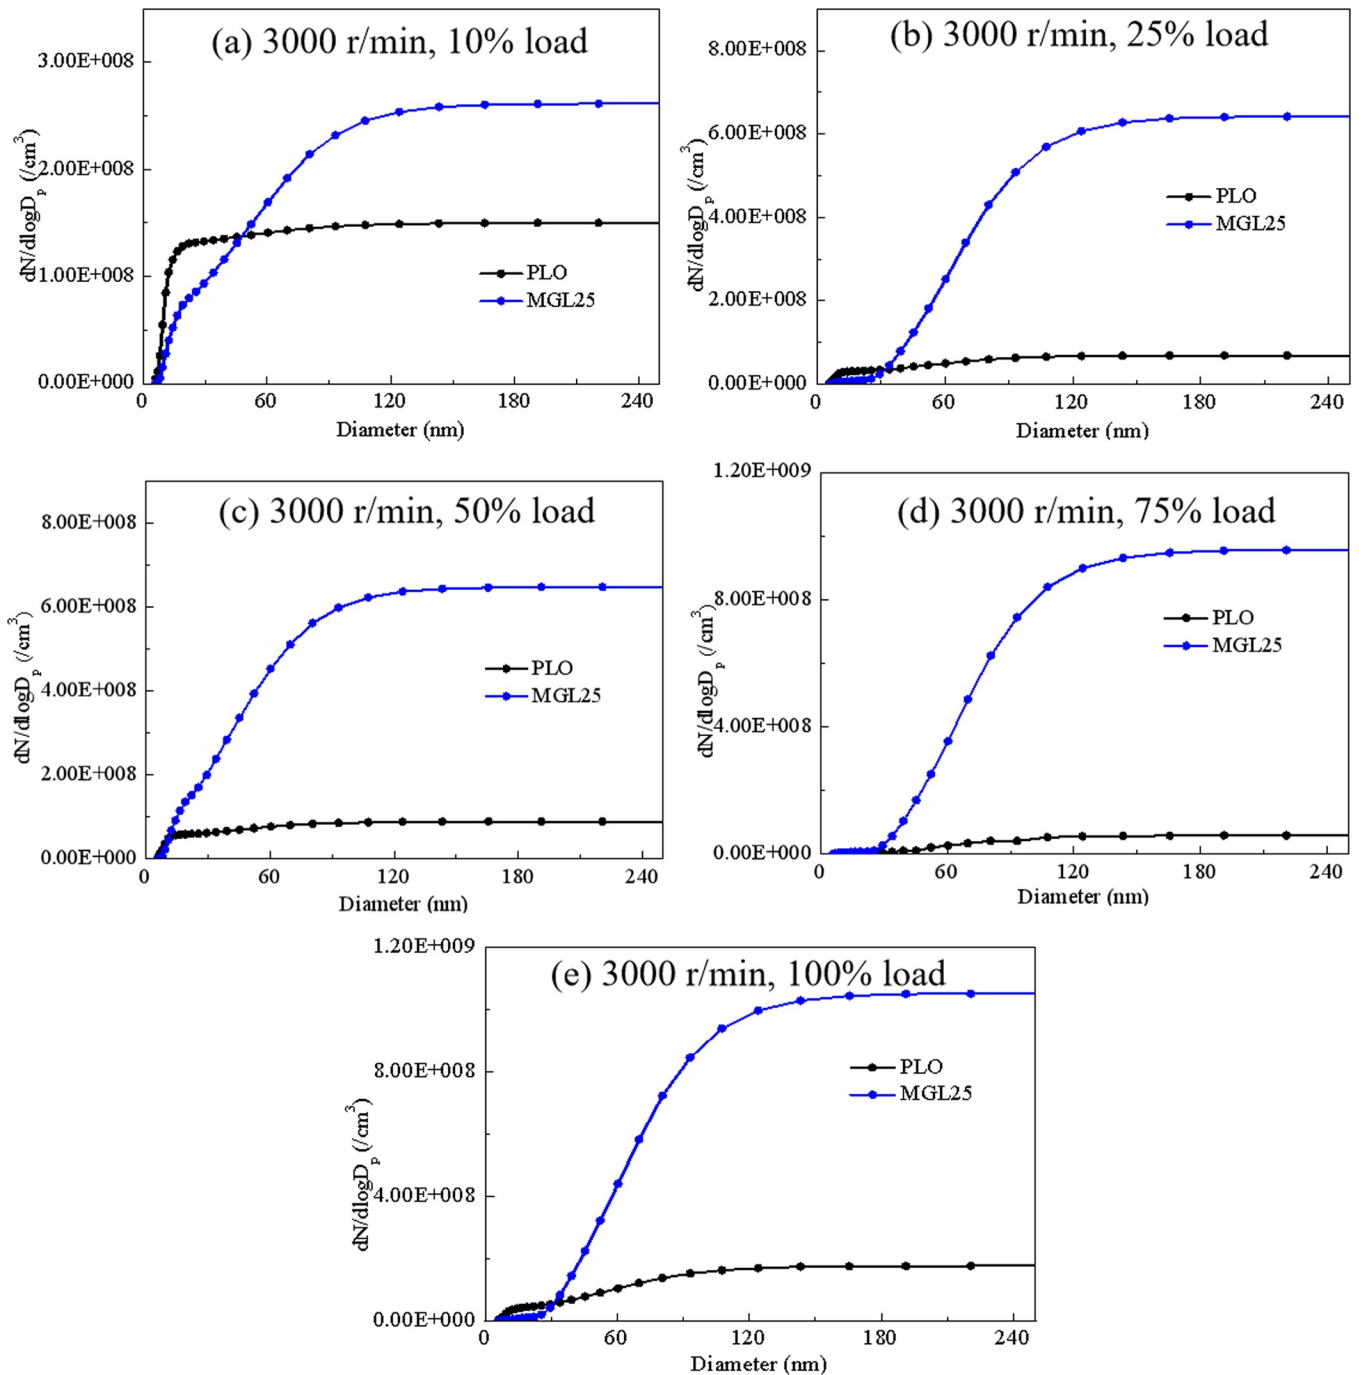 (a) 3000 r/min, 10% load
3.00E+008
2.00E+008
1.00E+008
0.00E+000
dN/dlogDp (/cm3)
PLO
MGL25
0 60 120 180 240
Diameter (nm)
(b) 3000 r/min, 25% load
8.00E+008
6.00E+008
4.00E+008
2.00E+008
0.00E+000
dN/dlogDp (/cm3)
PLO
MGL25
0 60 120 180 240
Diameter (nm)
(c) 3000 r/min, 50% load
8.00E+008
6.00E+008
4.00E+008
2.00E+008
0.00E+000
dN/dlogDp (/cm3)
PLO
MGL25
0 60 120 180 240
Diameter (nm)
(d) 3000 r/min, 75% load
1.20E+009
8.00E+008
4.00E+008
0.00E+000
dN/dlogDp (/cm3)
PLO
MGL25
0 60 120 180 240
Diameter (nm)
(e) 3000 r/min, 100% load
1.20E+009
8.00E+008
4.00E+008
0.00E+000
dN/dlogDp (/cm3)
PLO
MGL25
0 60 120 180 240
Diameter (nm)